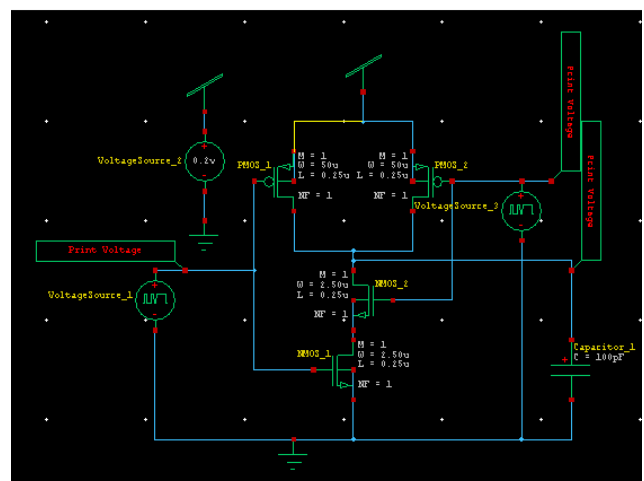 Print Voltage
Print Voltage
VoltageSource_2
0.2v
PMOS_1
M = 1
W = 50u
L = 0.25u
NF = 1
M = 1
W = 50u
L = 0.25u
NF = 1
PMOS_2
VoltageSource_3
Print Voltage
VoltageSource_1
M = 1
W = 2.50u
L = 0.25u
NF = 1
NMOS_2
NMOS_1
M = 1
W = 2.50u
L = 0.25u
NF = 1
Capacitor_1
C = 100pF